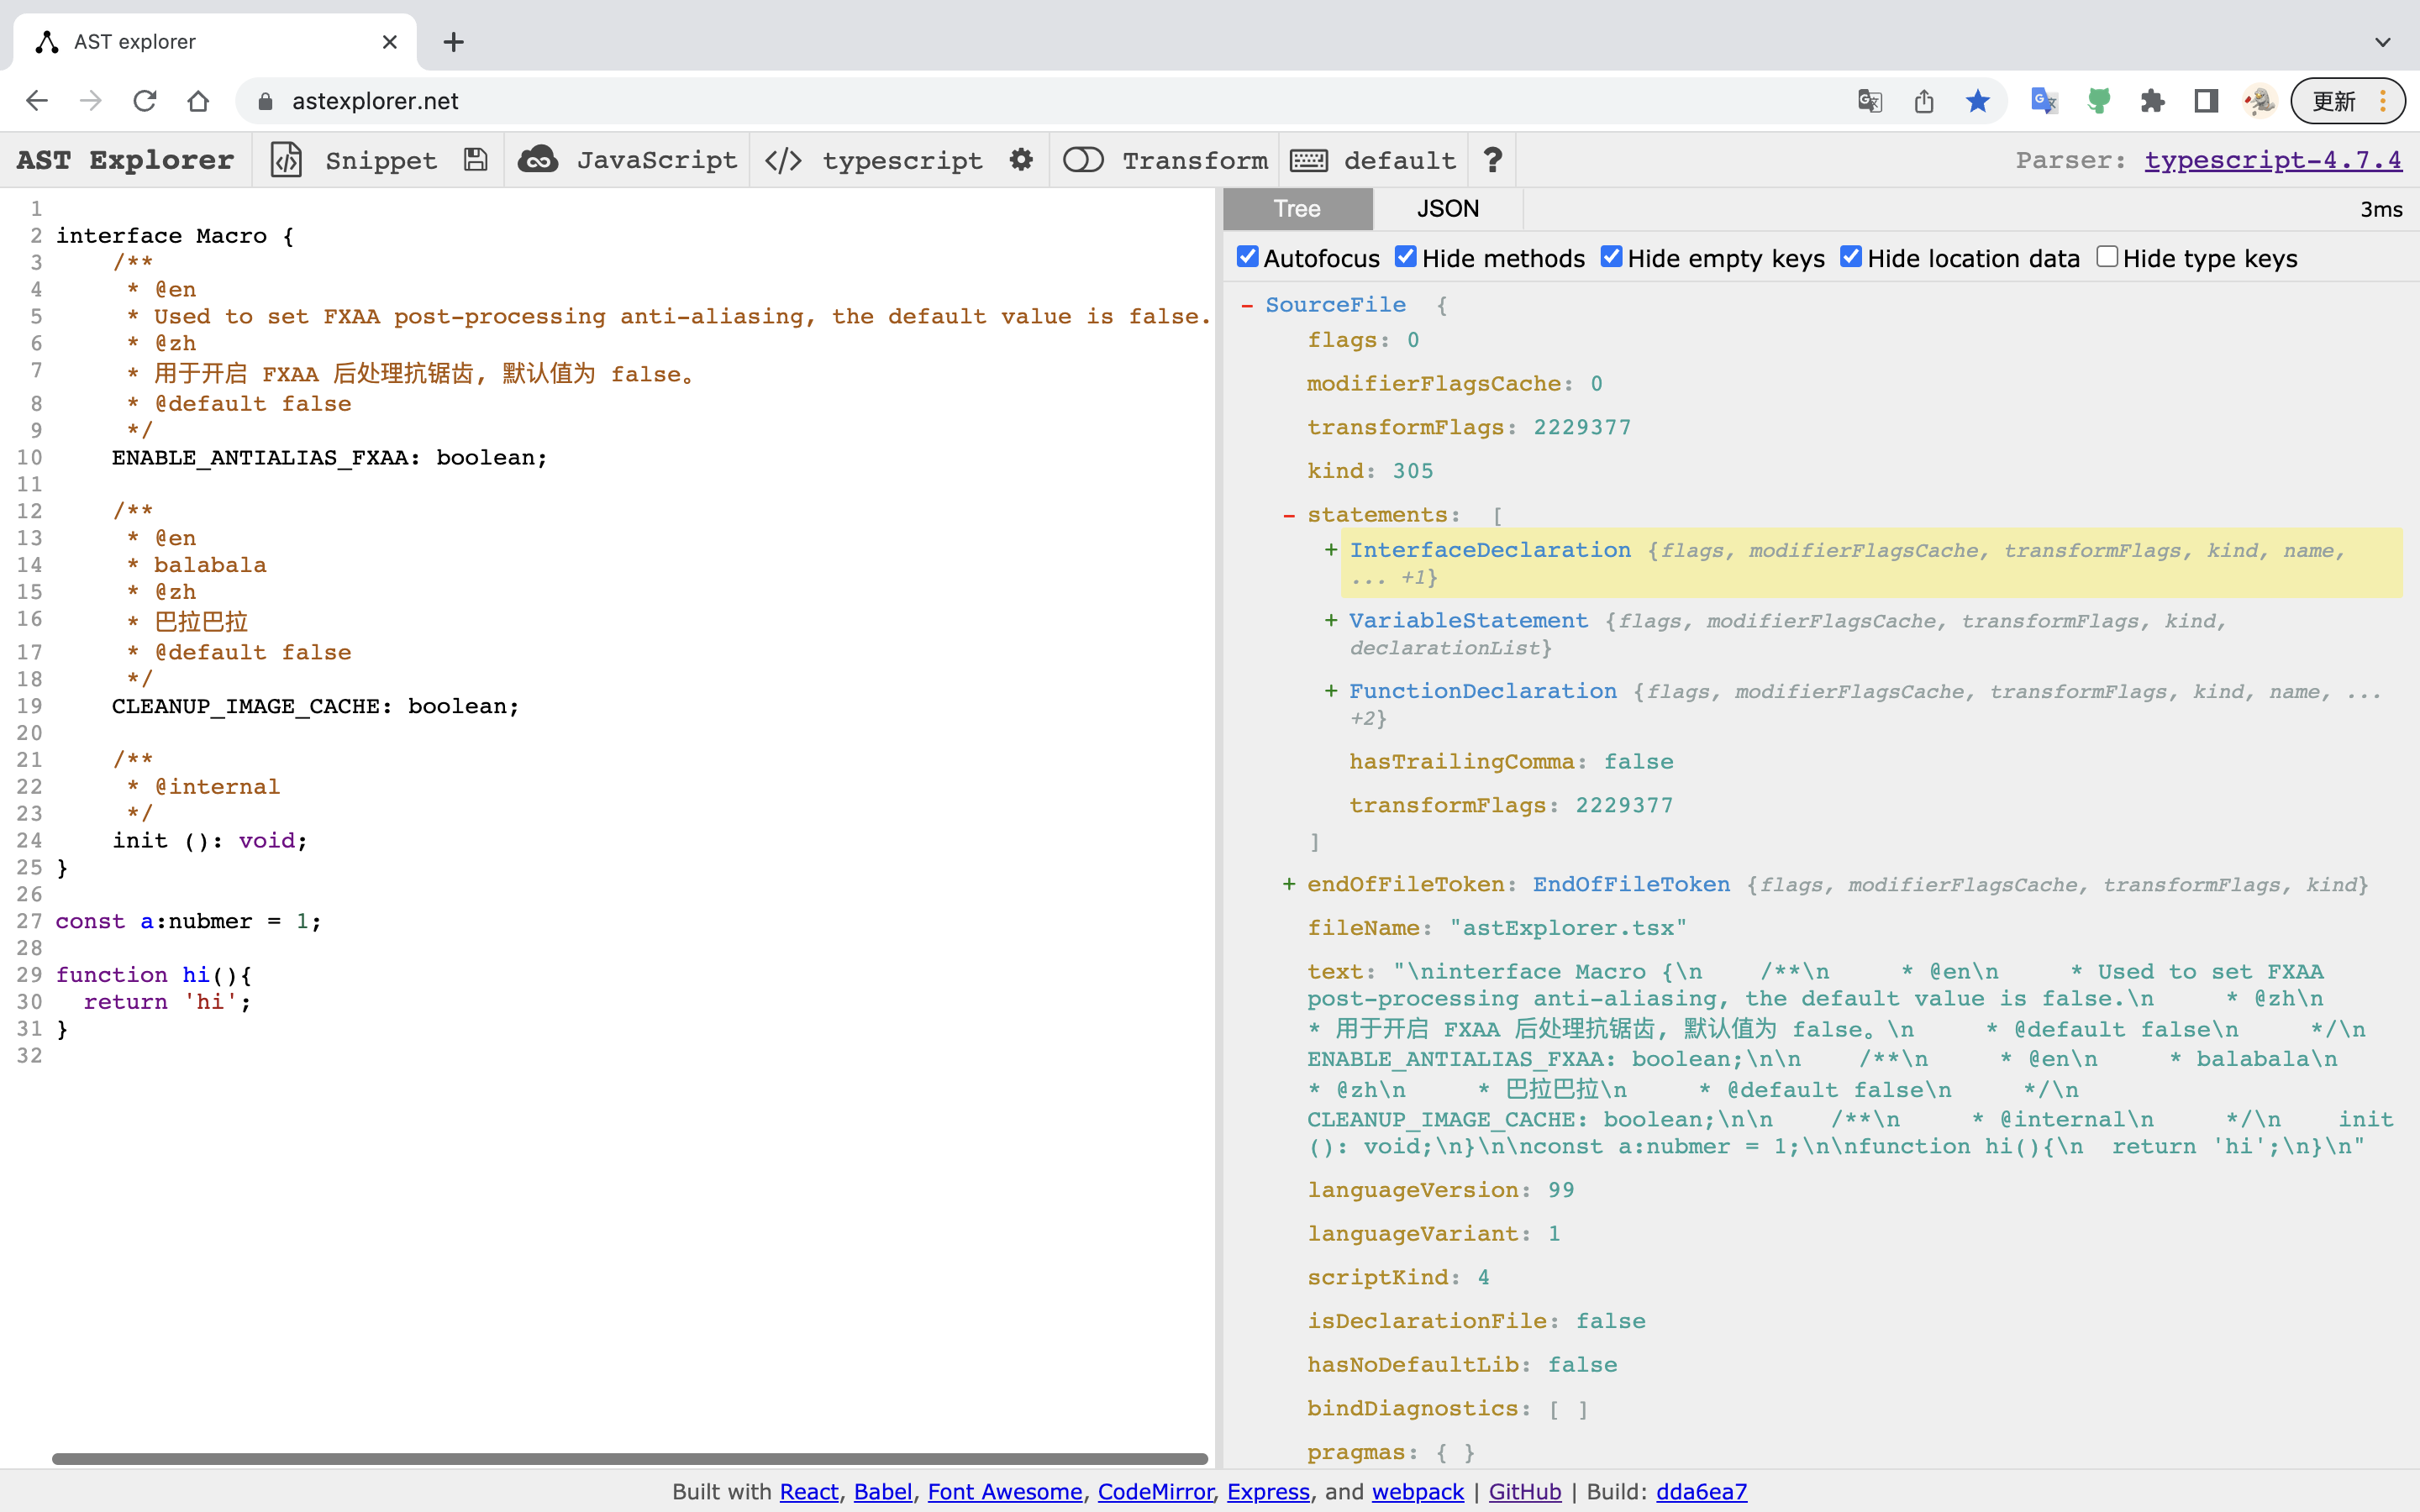 AST explorer
astexplorer.net
更新
AST Explorer Snippet JavaScript </> typescript Transform default ? Parser: typescript-4.7.4
1
2 interface Macro {
3     /**
4      * @en
5      * Used to set FXAA post-processing anti-aliasing, the default value is false.
6      * @zh
7      * 用于开启 FXAA 后处理抗锯齿, 默认值为 false。
8      * @default false
9      */
10     ENABLE_ANTIALIAS_FXAA: boolean;
11
12     /**
13      * @en
14      * balabala
15      * @zh
16      * 巴拉巴拉
17      * @default false
18      */
19     CLEANUP_IMAGE_CACHE: boolean;
20
21     /**
22      * @internal
23      */
24     init (): void;
25 }
26
27 const a:nubmer = 1;
28
29 function hi(){
30   return 'hi';
31 }
32
Tree JSON 3ms
Autofocus Hide methods Hide empty keys Hide location data Hide type keys
- SourceFile {
flags: 0
modifierFlagsCache: 0
transformFlags: 2229377
kind: 305
- statements: [
+ InterfaceDeclaration {flags, modifierFlagsCache, transformFlags, kind, name,
... +1}
+ VariableStatement {flags, modifierFlagsCache, transformFlags, kind,
declarationList}
+ FunctionDeclaration {flags, modifierFlagsCache, transformFlags, kind, name, ...
+2}
hasTrailingComma: false
transformFlags: 2229377
]
+ endOfFileToken: EndOfFileToken {flags, modifierFlagsCache, transformFlags, kind}
fileName: "astExplorer.tsx"
text: "\ninterface Macro {\n    /**\n     * @en\n     * Used to set FXAA
post-processing anti-aliasing, the default value is false.\n     * @zh\n
* 用于开启 FXAA 后处理抗锯齿, 默认值为 false。\n     * @default false\n     */\n
ENABLE_ANTIALIAS_FXAA: boolean;\n\n    /**\n     * @en\n     * balabala\n
* @zh\n     * 巴拉巴拉\n     * @default false\n     */\n
CLEANUP_IMAGE_CACHE: boolean;\n\n    /**\n     * @internal\n     */\n    init
(): void;\n}\n\nconst a:nubmer = 1;\n\nfunction hi(){\n  return 'hi';\n}\n"
languageVersion: 99
languageVariant: 1
scriptKind: 4
isDeclarationFile: false
hasNoDefaultLib: false
bindDiagnostics: [ ]
pragmas: { }
Built with React, Babel, Font Awesome, CodeMirror, Express, and webpack | GitHub | Build: dda6ea7